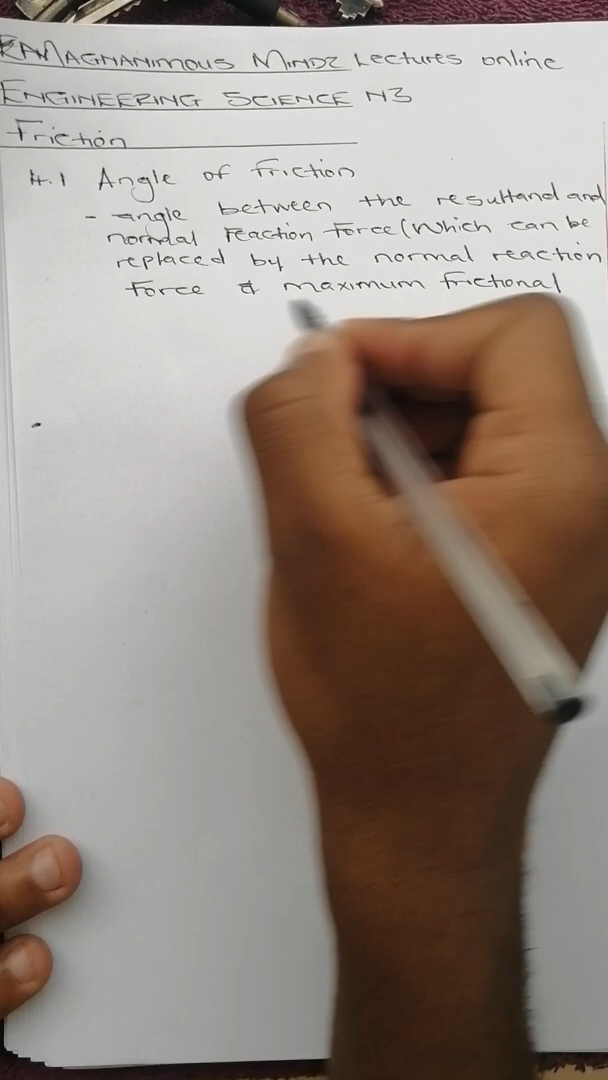 RAMAGNANIMOUS MINDZ Lectures online
ENGINEERING SCIENCE N3
Friction
4.1 Angle of friction
- angle between the resultand and
normal reaction force (which can be
replaced by the normal reaction
force & maximum frictional